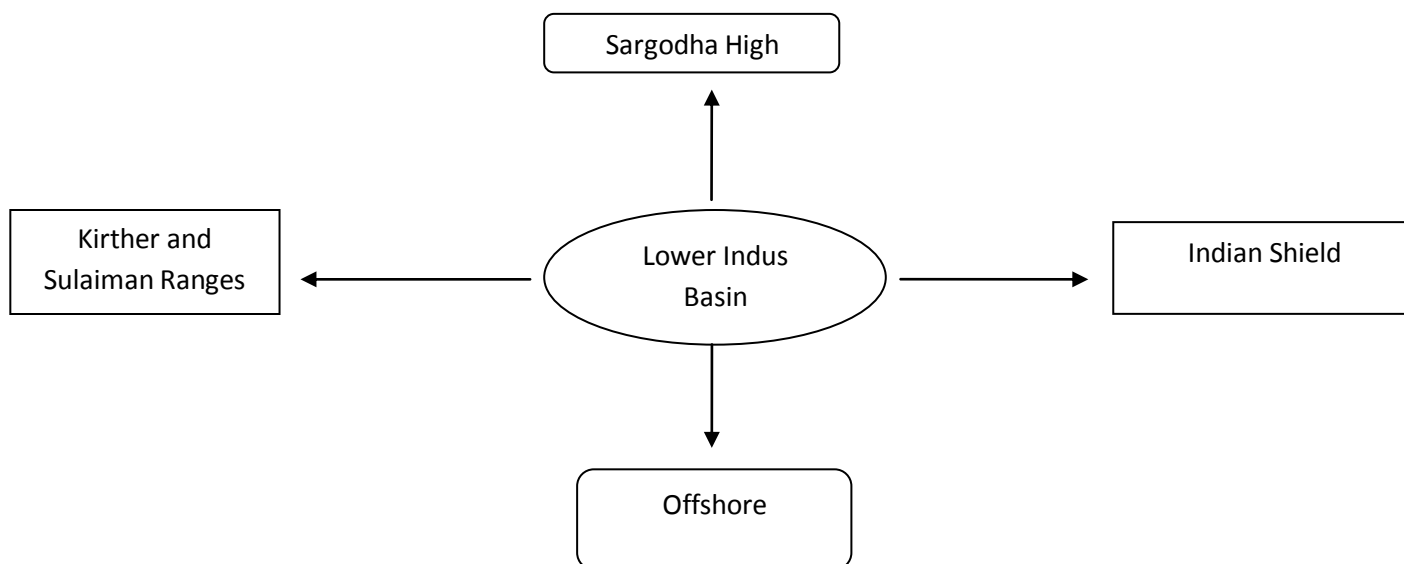 Sargodha High
Kirther and
Sulaiman Ranges
Lower Indus
Basin
Indian Shield
Offshore